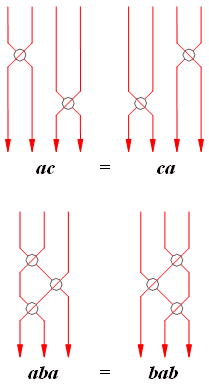 ac = ca
aba = bab